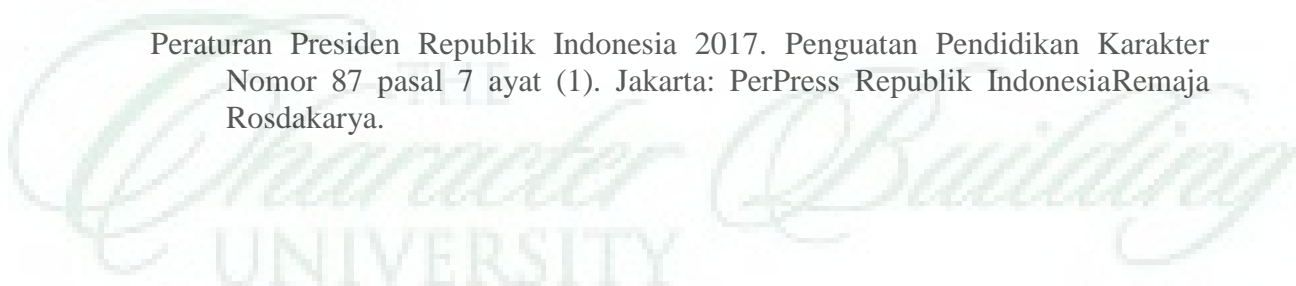 Peraturan Presiden Republik Indonesia 2017. Penguatan Pendidikan Karakter
Nomor 87 pasal 7 ayat (1). Jakarta: PerPress Republik IndonesiaRemaja
Rosdakarya.
THE
Character Building
UNIVERSITY